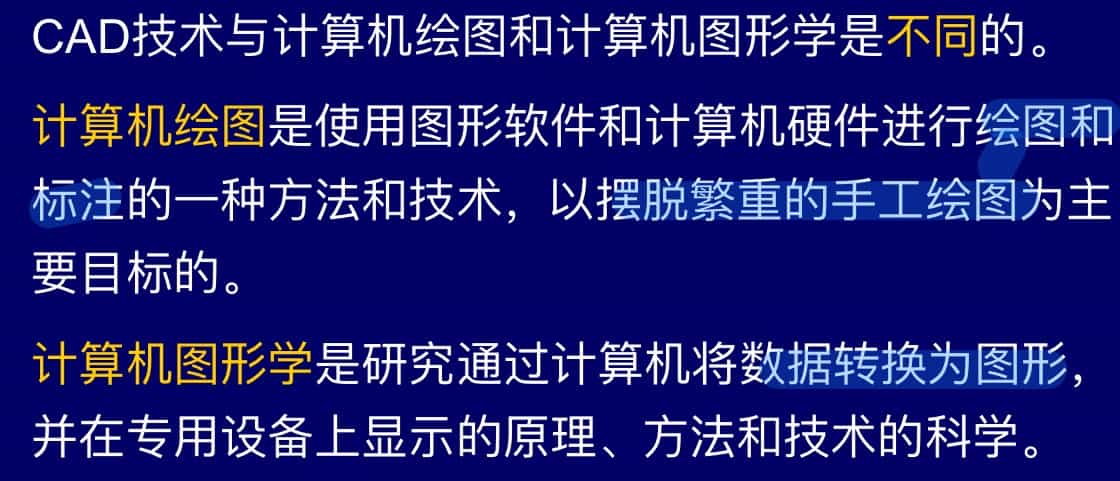 CAD技术与计算机绘图和计算机图形学是不同的。
计算机绘图是使用图形软件和计算机硬件进行绘图和
标注的一种方法和技术，以摆脱繁重的手工绘图为主
要目标的。
计算机图形学是研究通过计算机将数据转换为图形，
并在专用设备上显示的原理、方法和技术的科学。